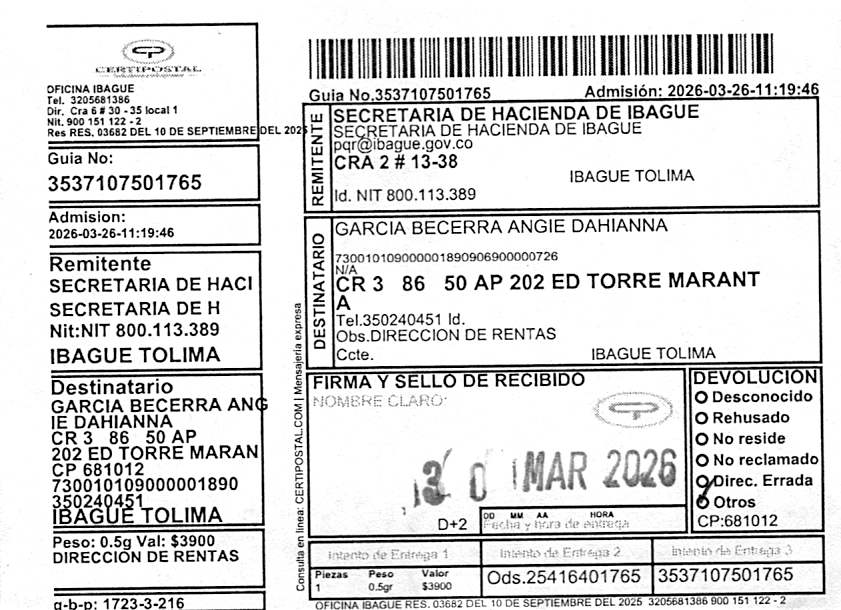 CERTIPOSTAL
OFICINA IBAGUE
Tel. 3205681386
Dir. Cra 6 # 30 - 35 local 1
Nit. 900 151 122 - 2
Res RES. 03682 DEL 10 DE SEPTIEMBRE DEL 2025
Guia No:
3537107501765
Admision:
2026-03-26-11:19:46
Remitente
SECRETARIA DE HACI
SECRETARIA DE H
Nit:NIT 800.113.389
IBAGUE TOLIMA
Destinatario
GARCIA BECERRA ANG
IE DAHIANNA
CR 3 86 50 AP
202 ED TORRE MARAN
CP 681012
730010109000001890
350240451
IBAGUE TOLIMA
Peso: 0.5g Val: $3900
DIRECCION DE RENTAS
g-b-p: 1723-3-216
Consulta en linea: CERTIPOSTAL.COM | Mensajeria expresa
Guia No.3537107501765 Admisión: 2026-03-26-11:19:46
REMITENTE
SECRETARIA DE HACIENDA DE IBAGUE
SECRETARIA DE HACIENDA DE IBAGUE
pqr@ibague.gov.co
CRA 2 # 13-38
IBAGUE TOLIMA
Id. NIT 800.113.389
DESTINATARIO
GARCIA BECERRA ANGIE DAHIANNA
730010109000001890906900000726
N/A
CR 3 86 50 AP 202 ED TORRE MARANT
A
Tel.350240451 Id.
Obs.DIRECCION DE RENTAS
Ccte. IBAGUE TOLIMA
FIRMA Y SELLO DE RECIBIDO
NOMBRE CLARO:
30 MAR 2026
D+2
DD MM AA HORA
Fecha y hora de entrega
DEVOLUCION
Desconocido
Rehusado
No reside
No reclamado
Direc. Errada
Otros
CP:681012
Intento de Entrega 1 Intento de Entrega 2 Intento de Entrega 3
Piezas Peso Valor
1 0.5gr $3900
Ods.25416401765 3537107501765
OFICINA IBAGUE RES. 03682 DEL 10 DE SEPTIEMBRE DEL 2025 3205681386 900 151 122 - 2